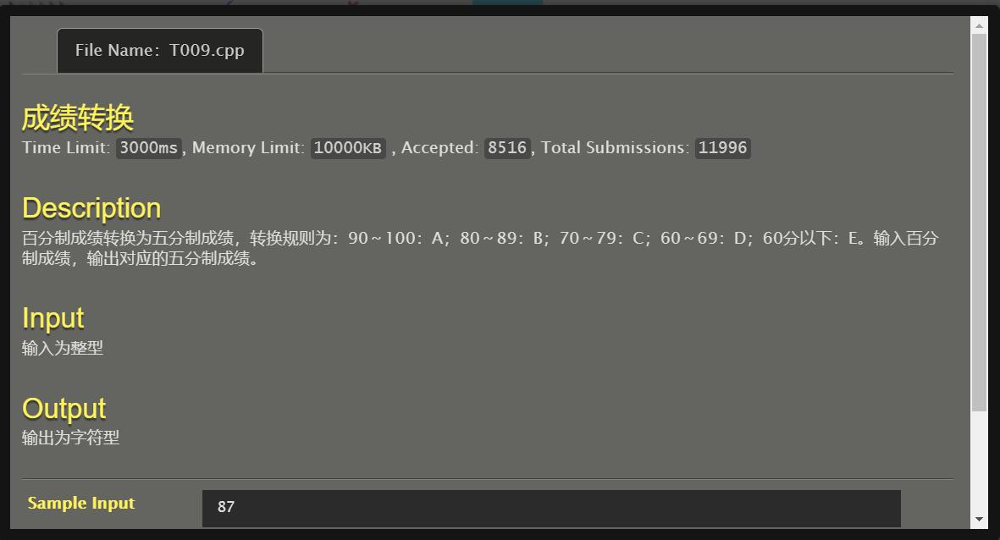 File Name: T009.cpp
成绩转换
Time Limit: 3000ms, Memory Limit: 10000KB , Accepted: 8516, Total Submissions: 11996
Description
百分制成绩转换为五分制成绩，转换规则为：90～100：A；80～89：B；70～79：C；60～69：D；60分以下：E。输入百分
制成绩，输出对应的五分制成绩。
Input
输入为整型
Output
输出为字符型
Sample Input
87